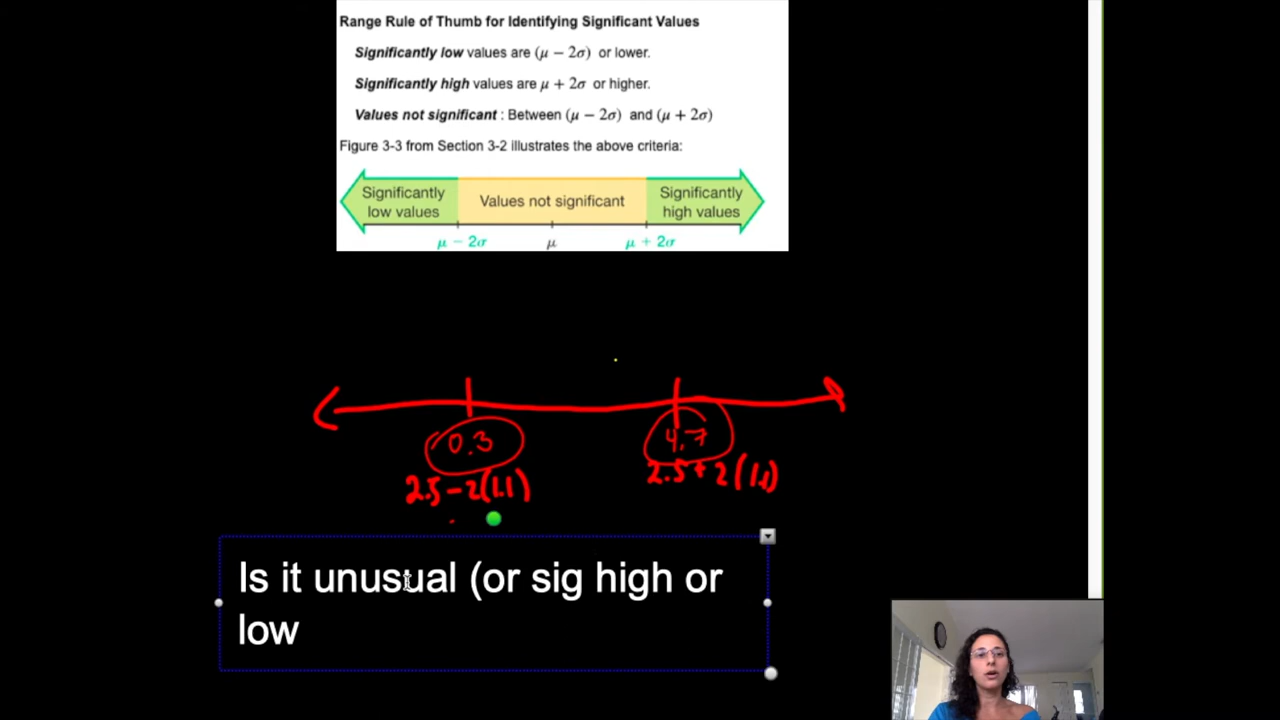 Range Rule of Thumb for Identifying Significant Values
Significantly low values are (μ − 2σ) or lower.
Significantly high values are μ + 2σ or higher.
Values not significant : Between (μ − 2σ) and (μ + 2σ)
Figure 3-3 from Section 3-2 illustrates the above criteria:
Significantly
low values
Values not significant
Significantly
high values
μ − 2σ
μ
μ + 2σ
0.3
4.7
2.5-2(1.1)
2.5+2(1.1)
Is it unusual (or sig high or
low